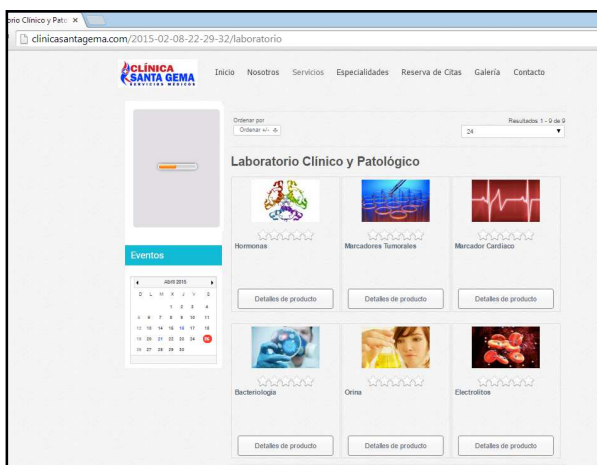 orio Clínico y Pato
clinicasantagema.com/2015-02-08-22-29-32/laboratorio
CLÍNICA
SANTA GEMA
SERVICIOS MÉDICOS
Inicio Nosotros Servicios Especialidades Reserva de Citas Galería Contacto
Ordenar por
Ordenar +/-
Resultados 1 - 9 de 9
24
Laboratorio Clínico y Patológico
Hormonas
Marcadores Tumorales
Marcador Cardíaco
Detalles de producto
Detalles de producto
Detalles de producto
Eventos
Abril 2015
D L M X J V S
1 2 3 4
5 6 7 8 9 10 11
12 13 14 15 16 17 18
19 20 21 22 23 24
26 27 28 29 30
Bacteriología
Orina
Electrolitos
Detalles de producto
Detalles de producto
Detalles de producto